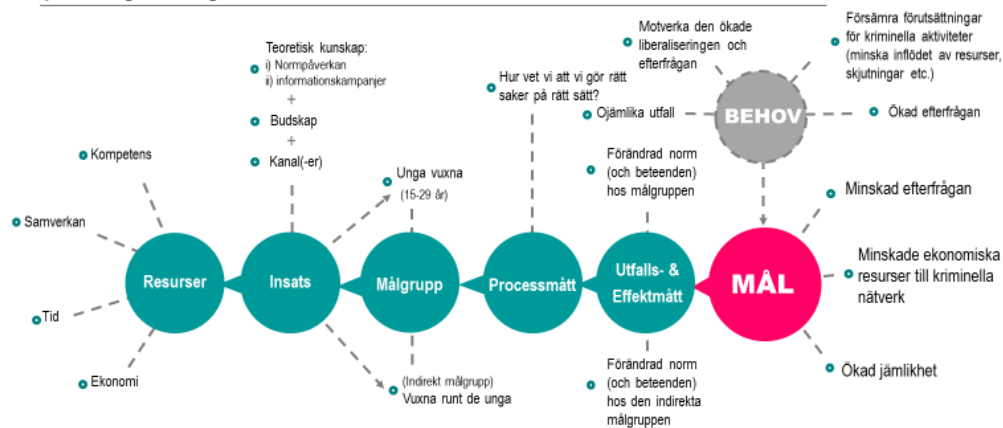 Teoretisk kunskap:
i) Normpåverkan
ii) informationskampanjer
+
Budskap
+
Kanal(-er)
Kompetens
Samverkan
Tid
Ekonomi
Resurser
Insats
Unga vuxna
(15-29 år)
Målgrupp
(Indirekt målgrupp)
Vuxna runt de unga
Hur vet vi att vi gör rätt
saker på rätt sätt?
Processmått
Förändrad norm
(och beteenden)
hos målgruppen
Utfalls- &
Effektmått
Förändrad norm
(och beteenden)
hos den indirekta
målgruppen
Motverka den ökade
liberaliseringen och
efterfrågan
Ojämlika utfall
BEHOV
Försämra förutsättningar
för kriminella aktiviteter
(minska inflödet av resurser,
skjutningar etc.)
Ökad efterfrågan
MÅL
Minskad efterfrågan
Minskade ekonomiska
resurser till kriminella
nätverk
Ökad jämlikhet